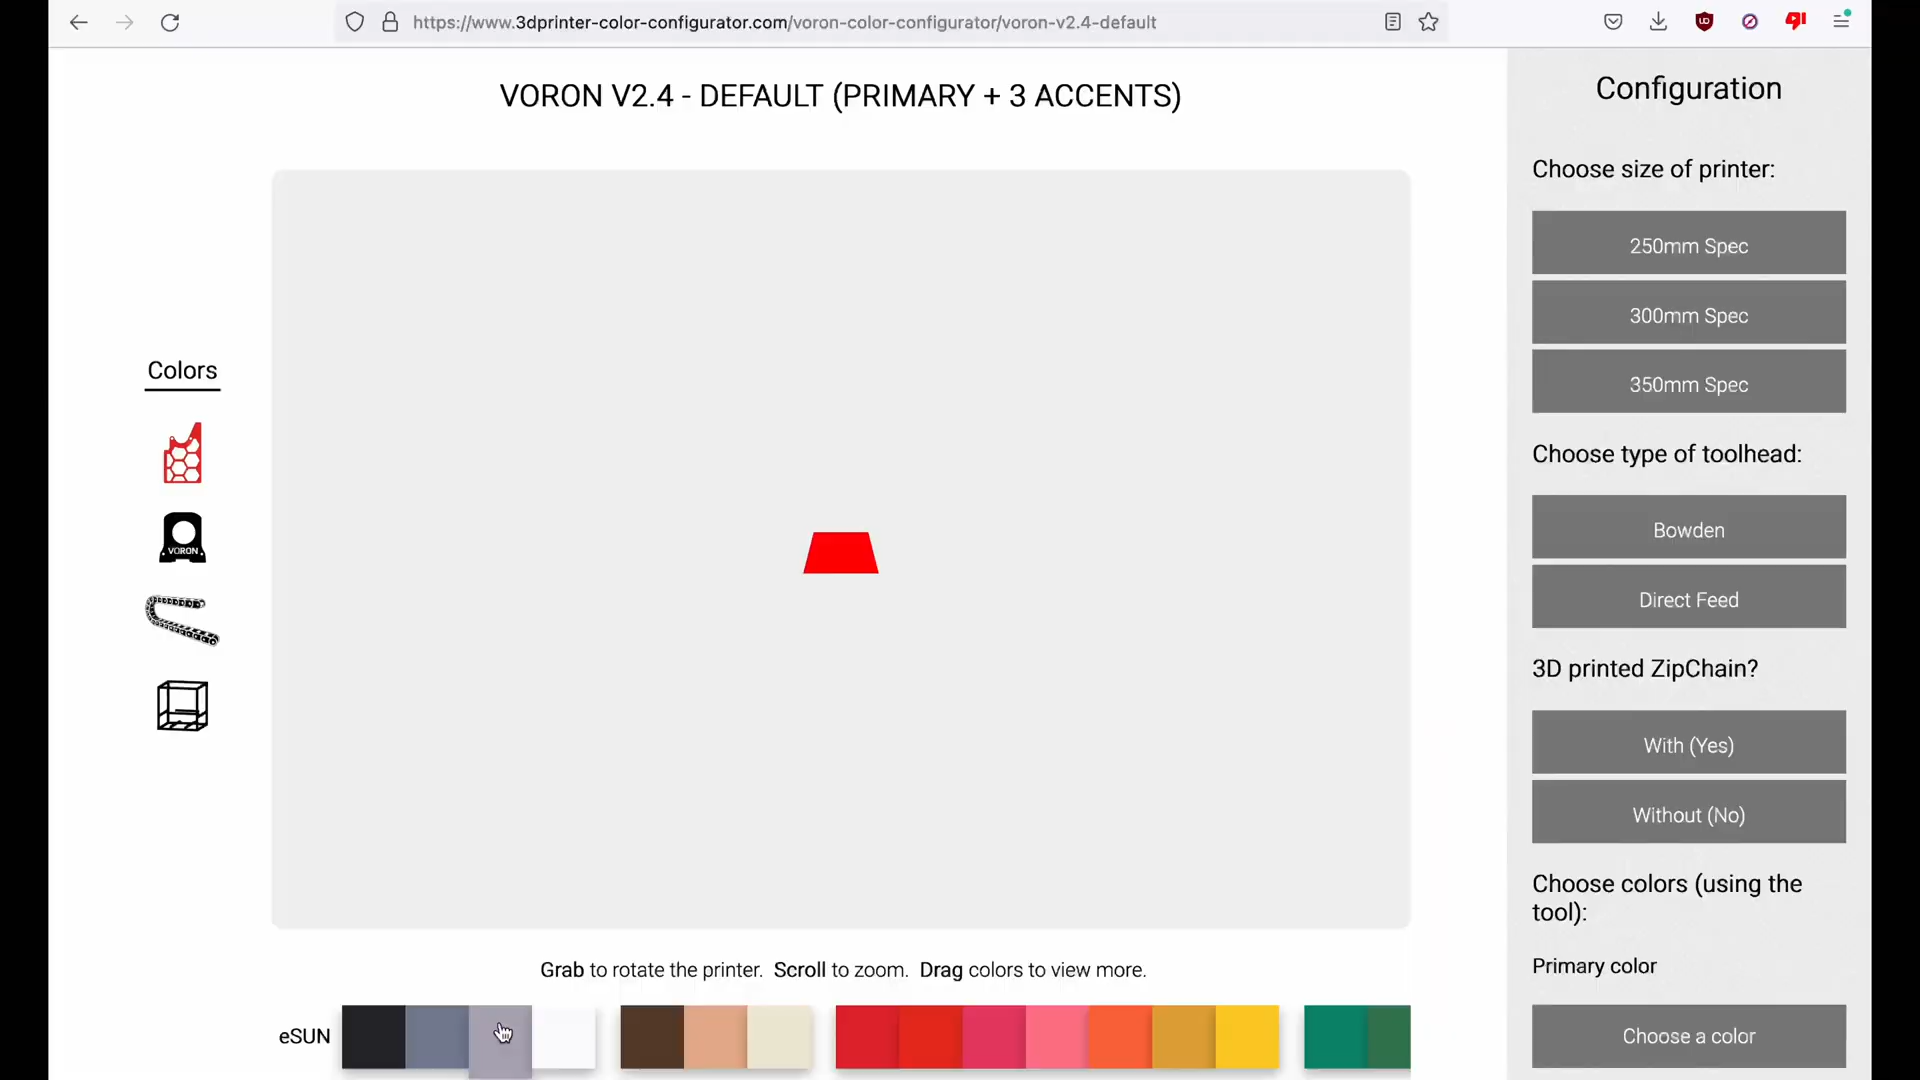 https://www.3dprinter-color-configurator.com/voron-color-configurator/voron-v2.4-default
VORON V2.4 - DEFAULT (PRIMARY + 3 ACCENTS)
Colors
VORON
Grab to rotate the printer. Scroll to zoom. Drag colors to view more.
eSUN
Configuration
Choose size of printer:
250mm Spec
300mm Spec
350mm Spec
Choose type of toolhead:
Bowden
Direct Feed
3D printed ZipChain?
With (Yes)
Without (No)
Choose colors (using the
tool):
Primary color
Choose a color